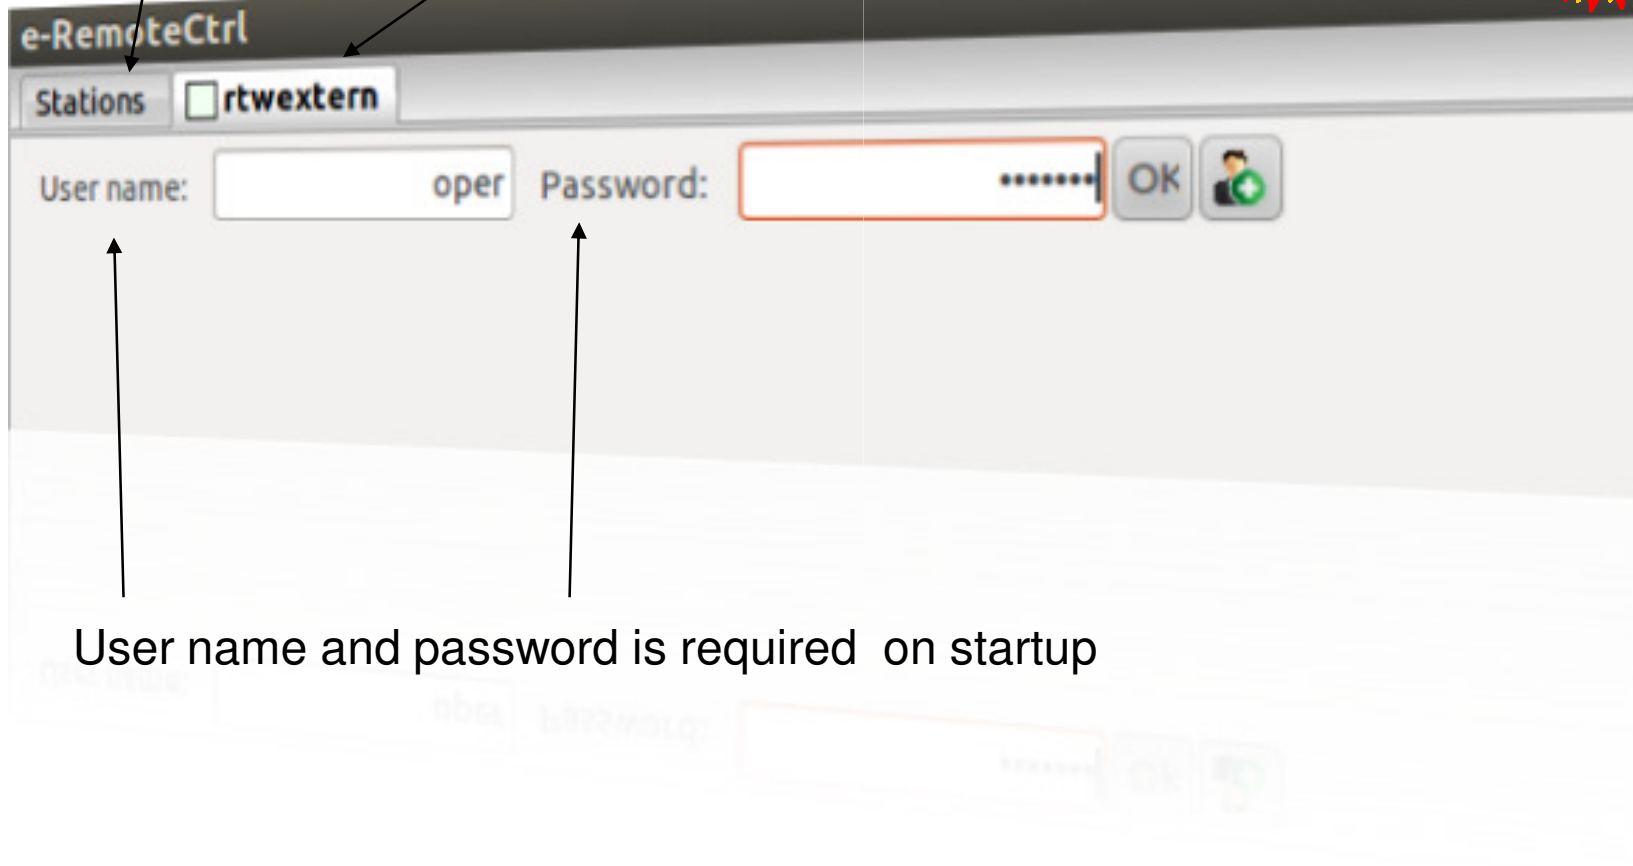 e-RemoteCtrl
Stations rtwextern
User name: oper Password: ••••••• OK
User name and password is required on startup